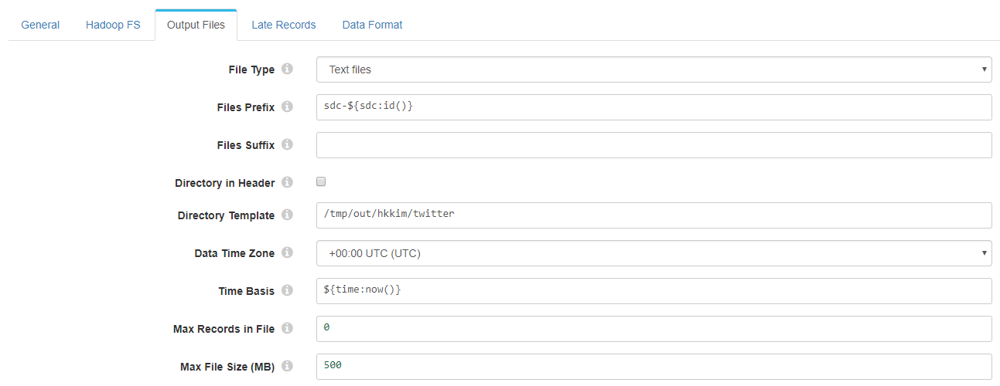 General Hadoop FS Output Files Late Records Data Format
File Type Text files
Files Prefix sdc-${sdc:id()}
Files Suffix
Directory in Header
Directory Template /tmp/out/hkkim/twitter
Data Time Zone +00:00 UTC (UTC)
Time Basis ${time:now()}
Max Records in File 0
Max File Size (MB) 500